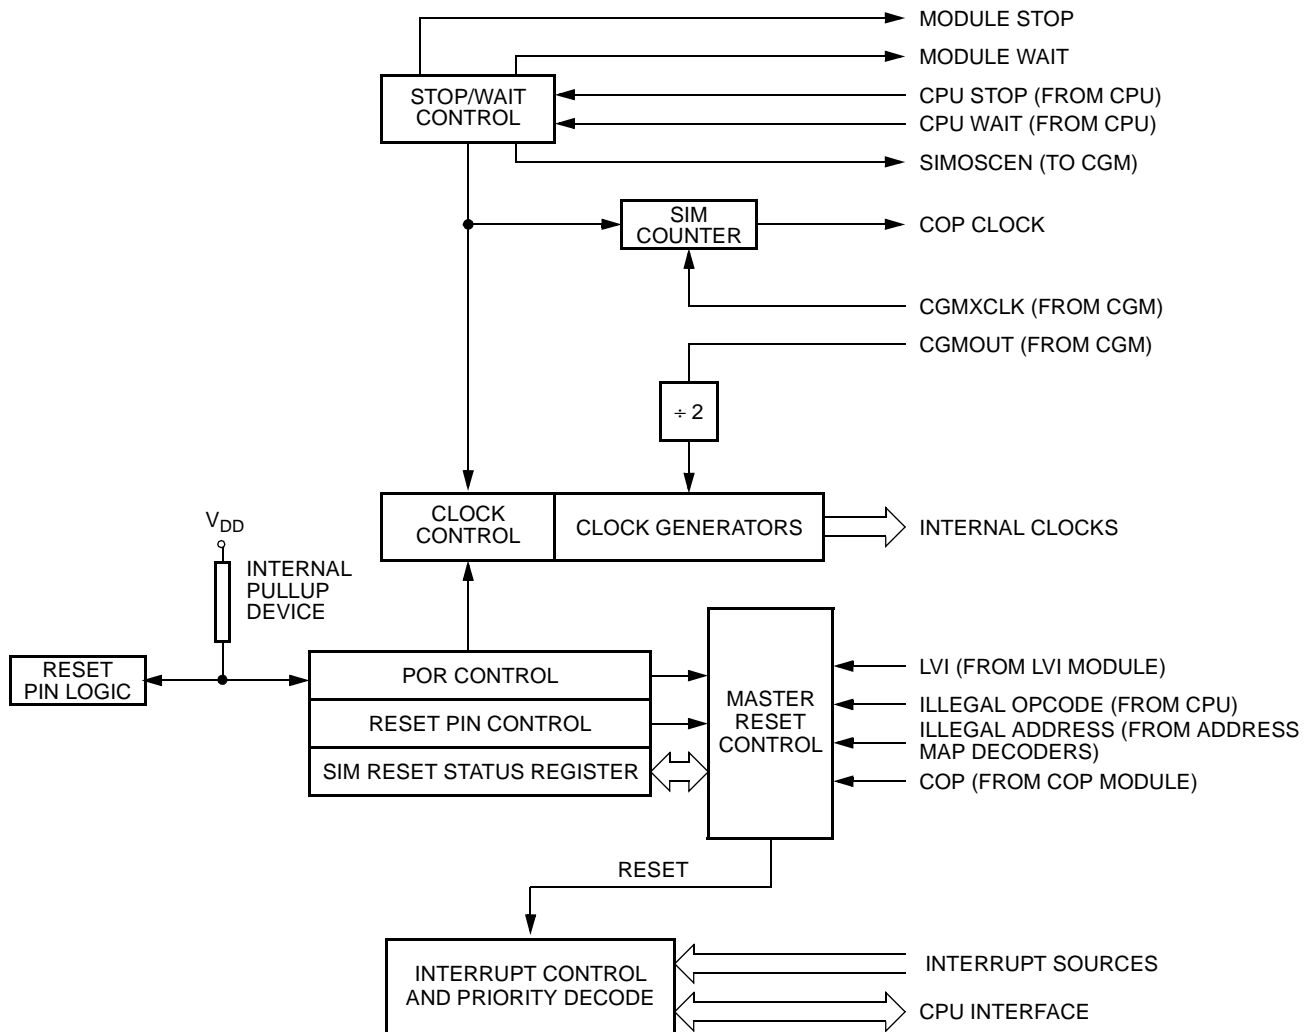 MODULE STOP
MODULE WAIT
STOP/WAIT
CONTROL
CPU STOP (FROM CPU)
CPU WAIT (FROM CPU)
SIMOSCEN (TO CGM)
SIM
COUNTER
COP CLOCK
CGMXCLK (FROM CGM)
CGMOUT (FROM CGM)
÷ 2
CLOCK
CONTROL
CLOCK GENERATORS
INTERNAL CLOCKS
VDD
INTERNAL
PULLUP
DEVICE
RESET
PIN LOGIC
POR CONTROL
RESET PIN CONTROL
SIM RESET STATUS REGISTER
MASTER
RESET
CONTROL
LVI (FROM LVI MODULE)
ILLEGAL OPCODE (FROM CPU)
ILLEGAL ADDRESS (FROM ADDRESS
MAP DECODERS)
COP (FROM COP MODULE)
RESET
INTERRUPT CONTROL
AND PRIORITY DECODE
INTERRUPT SOURCES
CPU INTERFACE